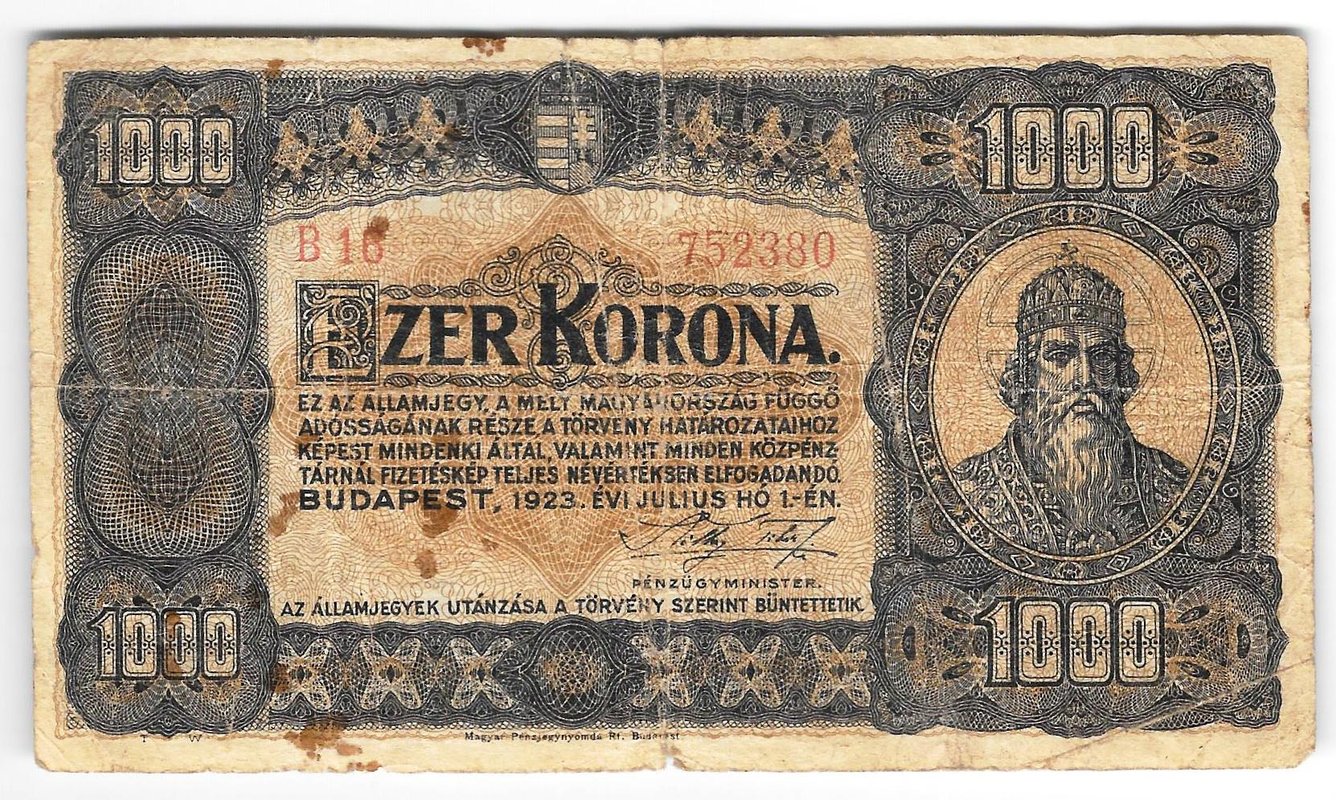 1000
1000
B 16 752380
EZER KORONA.
EZ AZ ÁLLAMJEGY, A MELY MAGYARORSZÁG FÜGGŐ
ADÓSSÁGÁNAK RÉSZE, A TÖRVÉNY HATÁROZATAIHOZ
KÉPEST MINDENKI ÁLTAL, VALAMINT MINDEN KÖZPÉNZ=
TÁRNÁL FIZETÉSKÉP TELJES NÉVÉRTÉKBEN ELFOGADANDÓ.
BUDAPEST, 1923. ÉVI JULIUS HÓ 1.-ÉN.
PÉNZÜGYMINISTER.
AZ ÁLLAMJEGYEK UTÁNZÁSA A TÖRVÉNY SZERINT BÜNTETTETIK.
1000
1000
T W
Magyar Pénzjegynyomda Rt. Budapest.